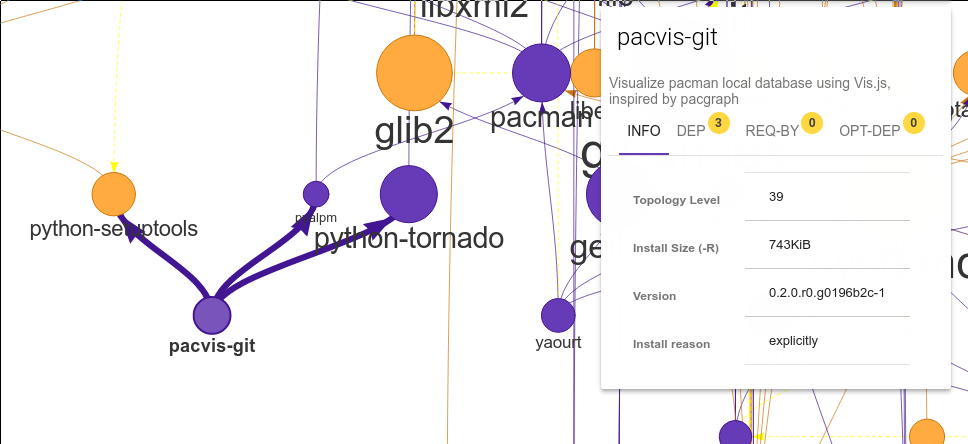 libxml2
glib2
pacman
python-setuptools
pyalpm
python-tornado
pacvis-git
yaourt
pacvis-git
Visualize pacman local database using Vis.js,
inspired by pacgraph
INFO DEP 3 REQ-BY 0 OPT-DEP 0
Topology Level 39
Install Size (-R) 743KiB
Version 0.2.0.r0.g0196b2c-1
Install reason explicitly